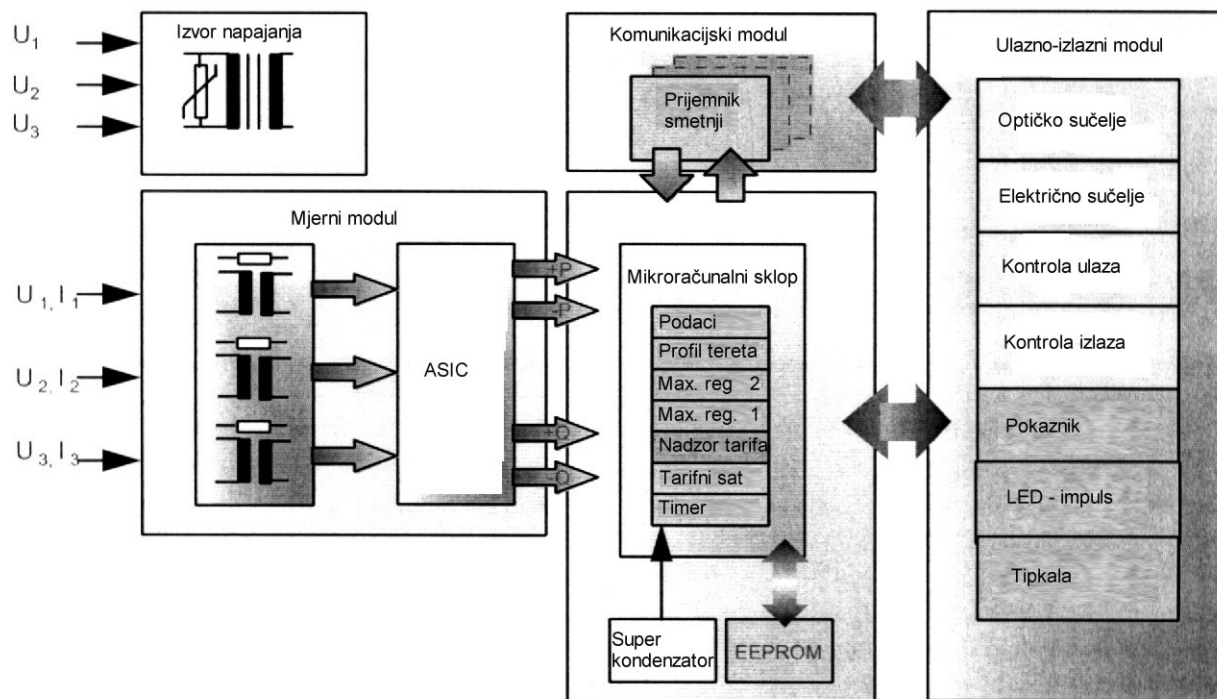 Izvor napajanja
U1
U2
U3
Komunikacijski modul
Prijemnik
smetnji
Ulazno-izlazni modul
Optičko sučelje
Električno sučelje
Kontrola ulaza
Kontrola izlaza
Pokaznik
LED - impuls
Tipkala
Mjerni modul
U1, I1
U2, I2
U3, I3
ASIC
+P
-P
+Q
-Q
Mikroračunalni sklop
Podaci
Profil tereta
Max. reg 2
Max. reg. 1
Nadzor tarifa
Tarifni sat
Timer
Super
kondenzator
EEPROM